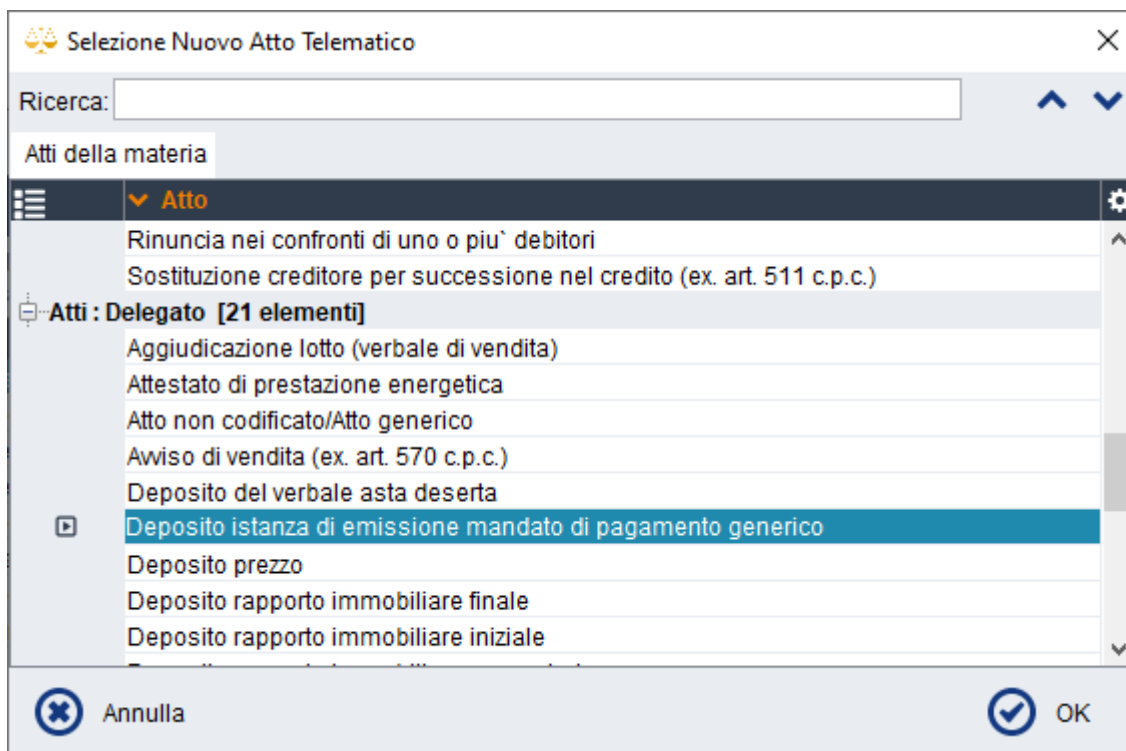 Selezione Nuovo Atto Telematico
Ricerca:
Atti della materia
Atto
Rinuncia nei confronti di uno o piu` debitori
Sostituzione creditore per successione nel credito (ex. art. 511 c.p.c.)
Atti : Delegato [21 elementi]
Aggiudicazione lotto (verbale di vendita)
Attestato di prestazione energetica
Atto non codificato/Atto generico
Avviso di vendita (ex. art. 570 c.p.c.)
Deposito del verbale asta deserta
Deposito istanza di emissione mandato di pagamento generico
Deposito prezzo
Deposito rapporto immobiliare finale
Deposito rapporto immobiliare iniziale
Annulla
OK